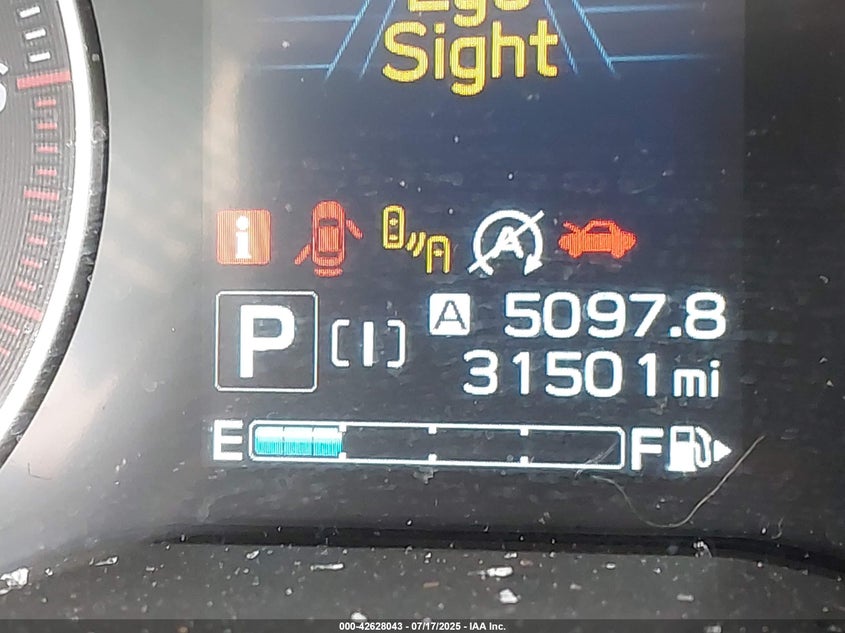 Sight
i
A
P [I] A 5097.8
31501 mi
E F
000-42628043 - 07/17/2025 - IAA Inc.